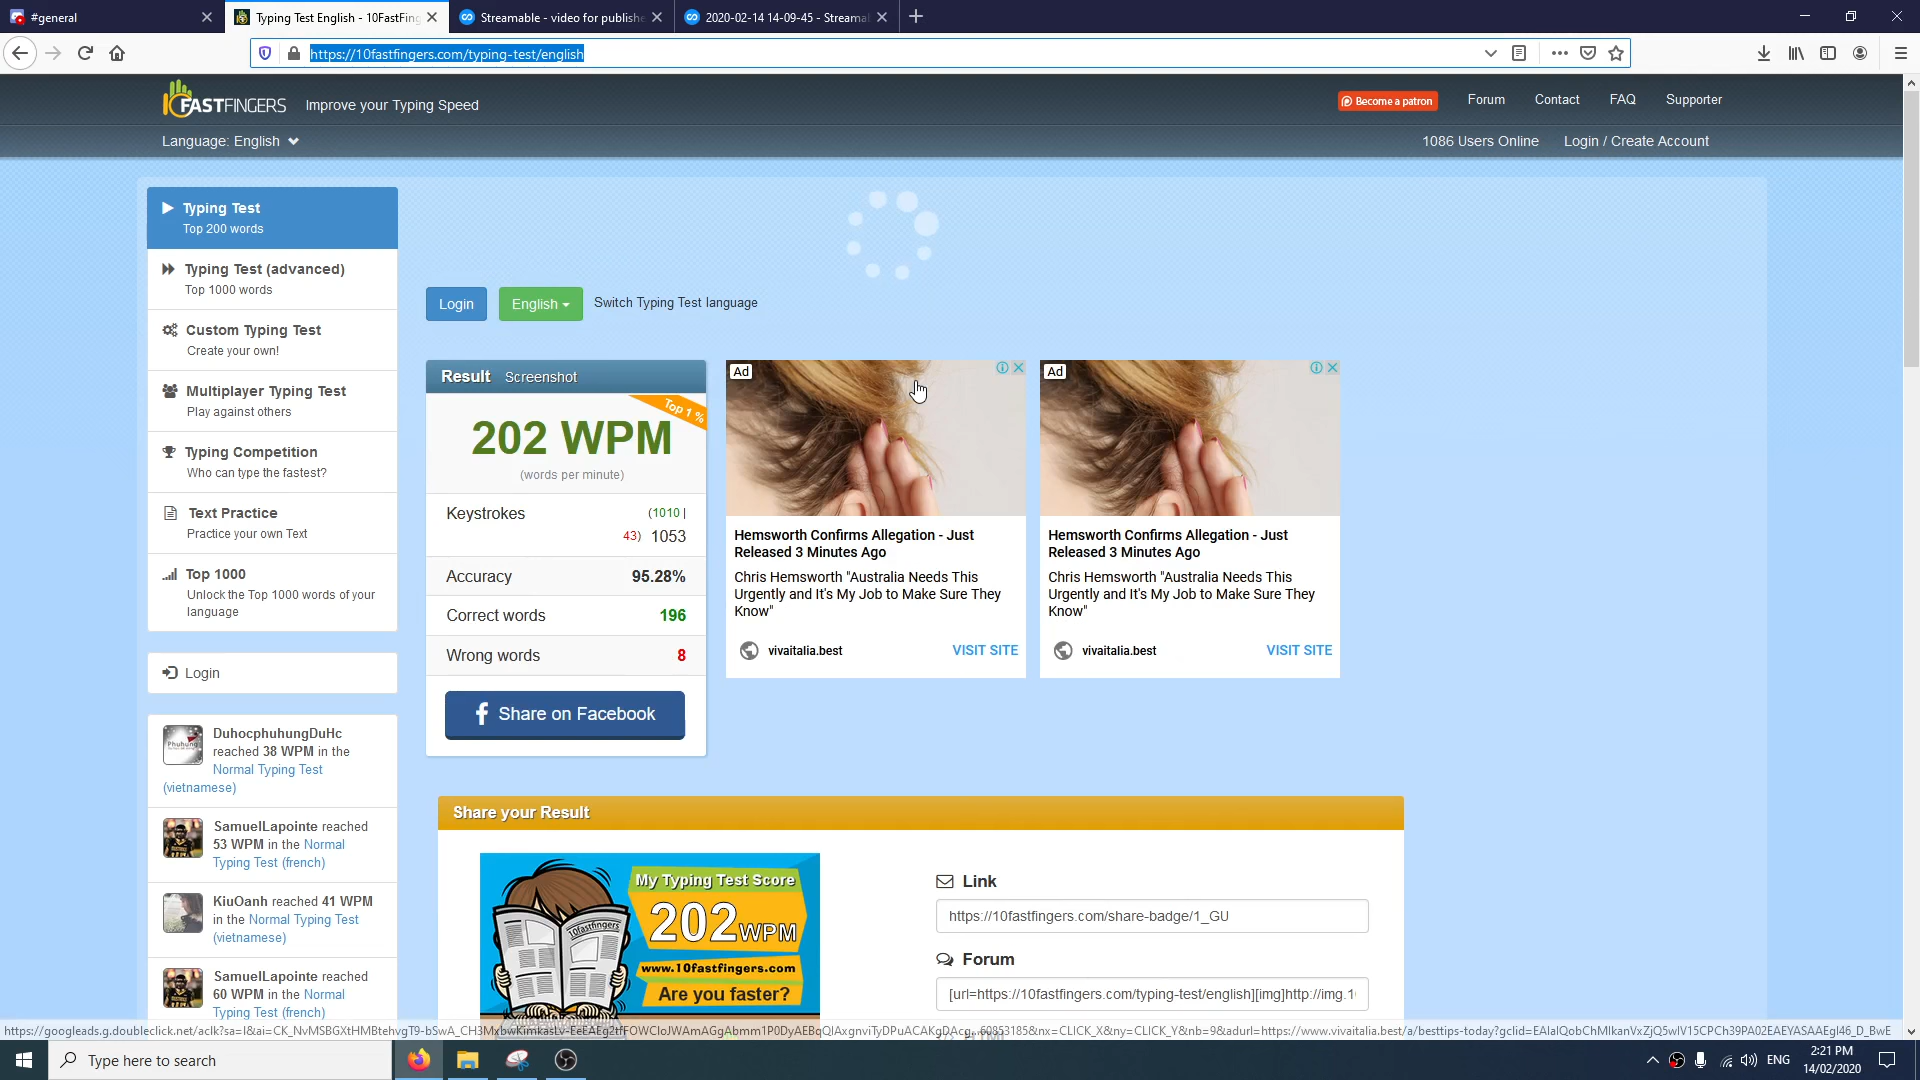 #general
Typing Test English - 10FastFing
Streamable - video for publishe
2020-02-14 14-09-45 - Streamal
https://10fastfingers.com/typing-test/english
10FASTFINGERS
Improve your Typing Speed
Become a patron
Forum
Contact
FAQ
Supporter
Language: English
1086 Users Online
Login / Create Account
Typing Test
Top 200 words
Typing Test (advanced)
Top 1000 words
Custom Typing Test
Create your own!
Multiplayer Typing Test
Play against others
Typing Competition
Who can type the fastest?
Text Practice
Practice your own Text
Top 1000
Unlock the Top 1000 words of your
language
Login
DuhocphuhungDuHc
reached 38 WPM in the
Normal Typing Test
(vietnamese)
SamuelLapointe reached
53 WPM in the Normal
Typing Test (french)
KiuOanh reached 41 WPM
in the Normal Typing Test
(vietnamese)
SamuelLapointe reached
60 WPM in the Normal
Typing Test (french)
Login
English
Switch Typing Test language
Result Screenshot
Top 1 %
202 WPM
(words per minute)
Keystrokes
(1010 |
43) 1053
Accuracy
95.28%
Correct words
196
Wrong words
8
Share on Facebook
Ad
Hemsworth Confirms Allegation - Just
Released 3 Minutes Ago
Chris Hemsworth "Australia Needs This
Urgently and It's My Job to Make Sure They
Know"
vivaitalia.best
VISIT SITE
Ad
Hemsworth Confirms Allegation - Just
Released 3 Minutes Ago
Chris Hemsworth "Australia Needs This
Urgently and It's My Job to Make Sure They
Know"
vivaitalia.best
VISIT SITE
Share your Result
My Typing Test Score
202 WPM
www.10fastfingers.com
Are you faster?
10fastfingers
Link
https://10fastfingers.com/share-badge/1_GU
Forum
[url=https://10fastfingers.com/typing-test/english][img]http://img.1
Type here to search
ENG
2:21 PM
14/02/2020